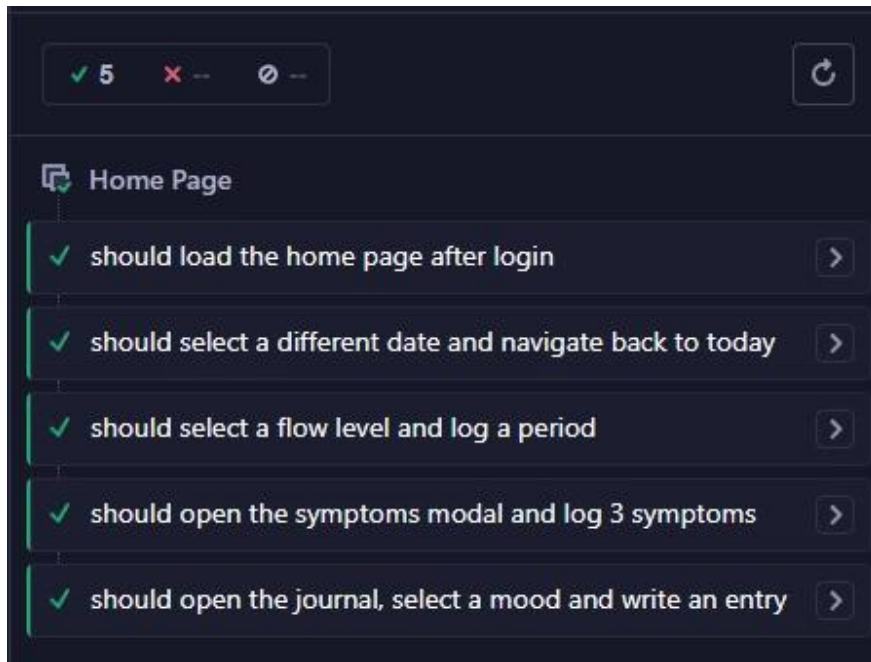 5 -- --
Home Page
should load the home page after login
should select a different date and navigate back to today
should select a flow level and log a period
should open the symptoms modal and log 3 symptoms
should open the journal, select a mood and write an entry